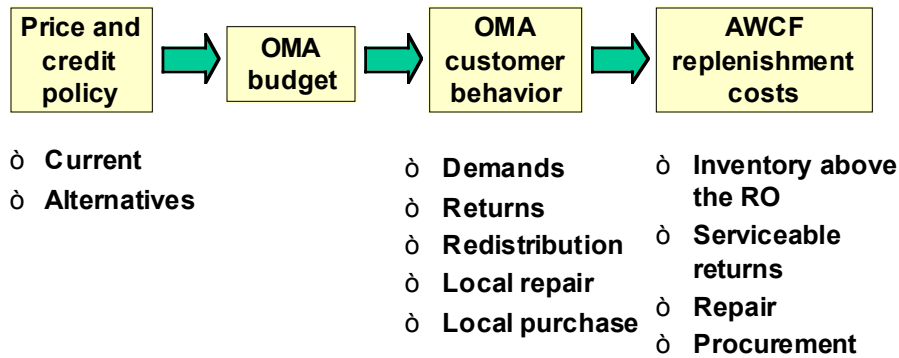 Price and
credit
policy
OMA
budget
OMA
customer
behavior
AWCF
replenishment
costs
ò Current
ò Alternatives
ò Demands
ò Returns
ò Redistribution
ò Local repair
ò Local purchase
ò Inventory above
the RO
ò Serviceable
returns
ò Repair
ò Procurement